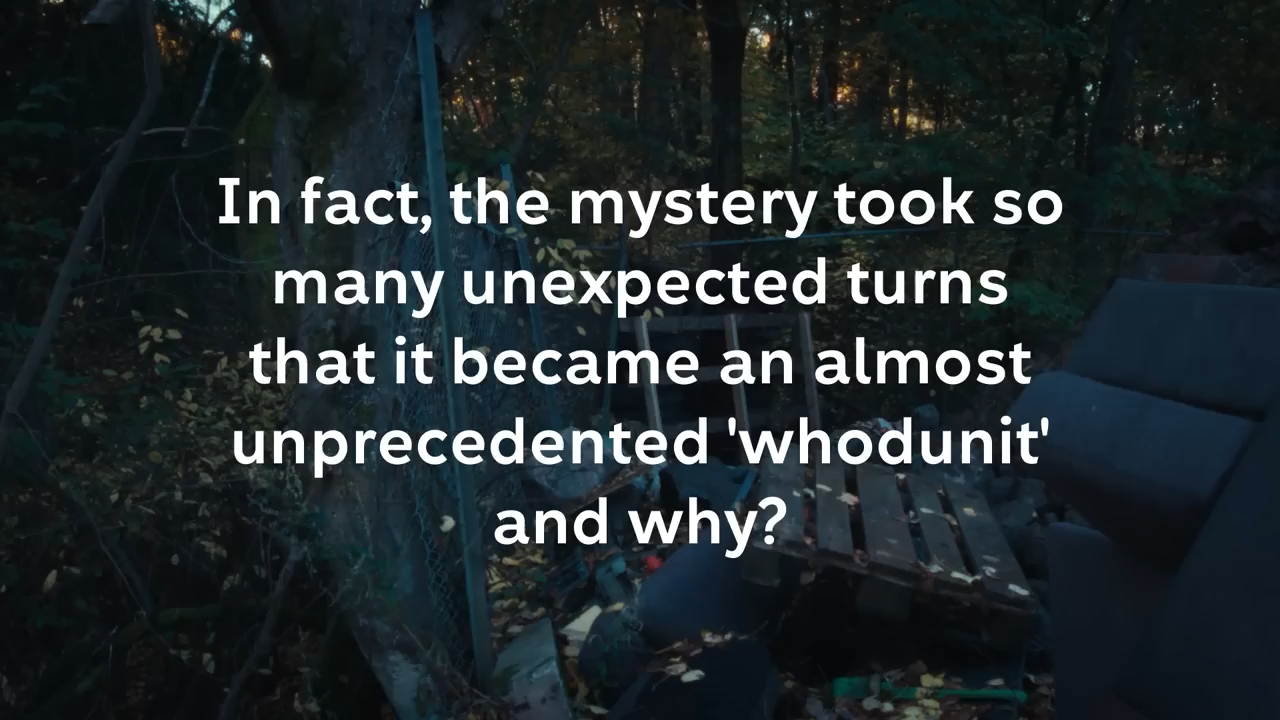 In fact, the mystery took so
many unexpected turns
that it became an almost
unprecedented 'whodunit'
and why?